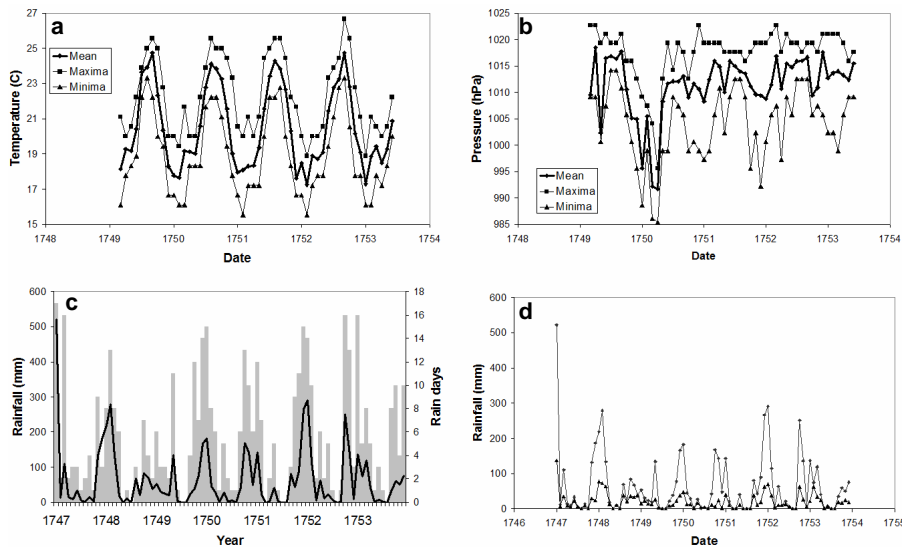 a
27
25
23
21
19
17
15
Temperature (C)
Mean
Maxima
Minima
1748 1749 1750 1751 1752 1753 1754
Date
b
1025
1020
1015
1010
1005
1000
995
990
985
Pressure (hPa)
Mean
Maxima
Minima
1748 1749 1750 1751 1752 1753 1754
Date
c
600
500
400
300
200
100
0
Rainfall (mm)
18
16
14
12
10
8
6
4
2
0
Rain days
1747 1748 1749 1750 1751 1752 1753
Year
d
600
500
400
300
200
100
0
Rainfall (mm)
1746 1747 1748 1749 1750 1751 1752 1753 1754 1755
Date